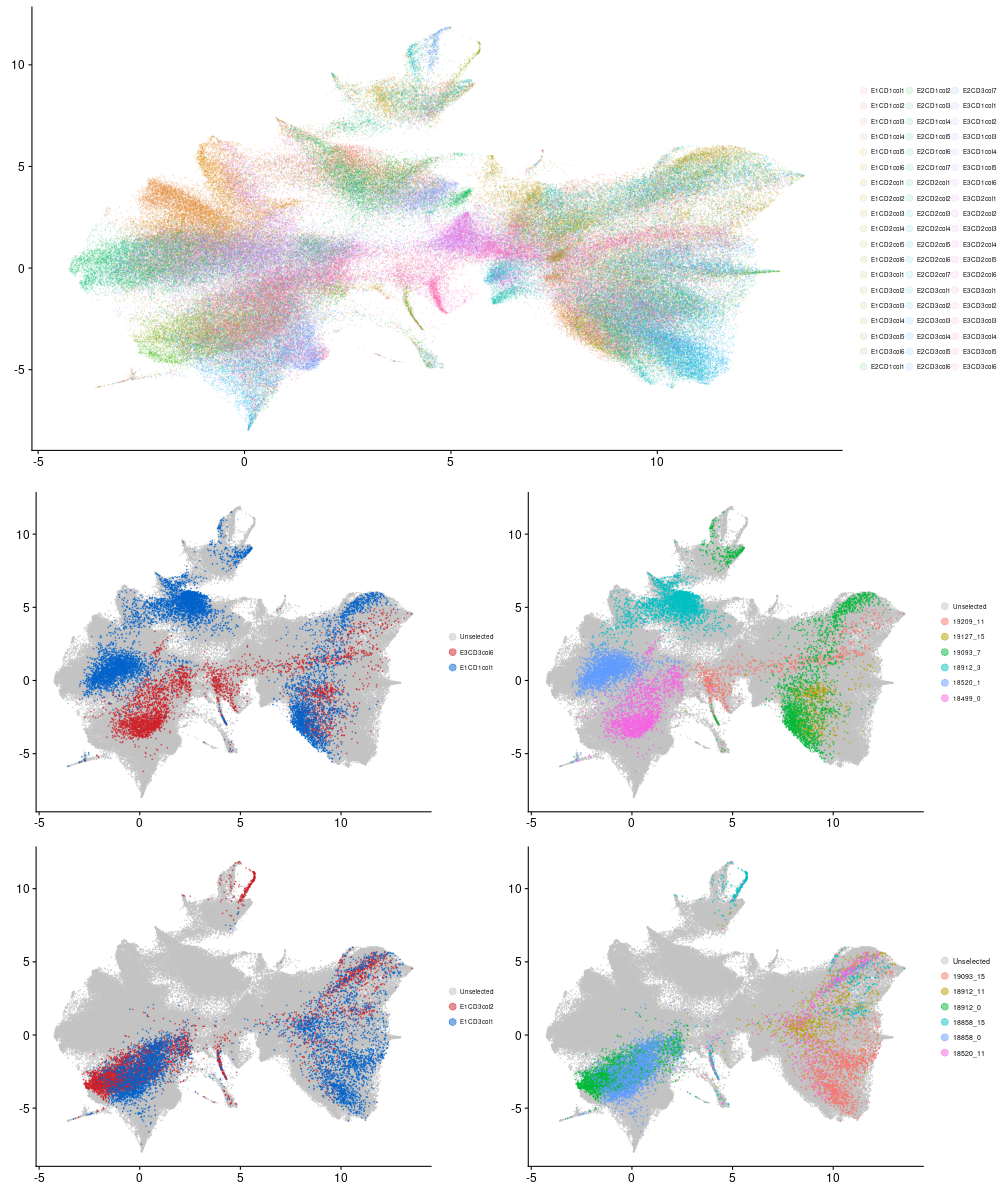 10
5
0
-5
-5
0
5
10
E1CD1col1 E2CD1col2 E2CD3col7
E1CD1col2 E2CD1col3 E3CD1col1
E1CD1col3 E2CD1col4 E3CD1col2
E1CD1col4 E2CD1col5 E3CD1col3
E1CD1col5 E2CD1col6 E3CD1col4
E1CD1col6 E2CD1col7 E3CD1col5
E1CD2col1 E2CD2col1 E3CD1col6
E1CD2col2 E2CD2col2 E3CD2col1
E1CD2col3 E2CD2col3 E3CD2col2
E1CD2col4 E2CD2col4 E3CD2col3
E1CD2col5 E2CD2col5 E3CD2col4
E1CD2col6 E2CD2col6 E3CD2col5
E1CD3col1 E2CD2col7 E3CD2col6
E1CD3col2 E2CD3col1 E3CD3col1
E1CD3col3 E2CD3col2 E3CD3col2
E1CD3col4 E2CD3col3 E3CD3col3
E1CD3col5 E2CD3col4 E3CD3col4
E1CD3col6 E2CD3col5 E3CD3col5
E2CD1col1 E2CD3col6 E3CD3col6
10
5
0
-5
-5
0
5
10
Unselected
E3CD3col6
E1CD1col1
10
5
0
-5
-5
0
5
10
Unselected
19209_11
19127_15
19093_7
18912_3
18520_1
18499_0
10
5
0
-5
-5
0
5
10
Unselected
E1CD3col2
E1CD3col1
10
5
0
-5
-5
0
5
10
Unselected
19093_15
18912_11
18912_0
18858_15
18858_0
18520_11